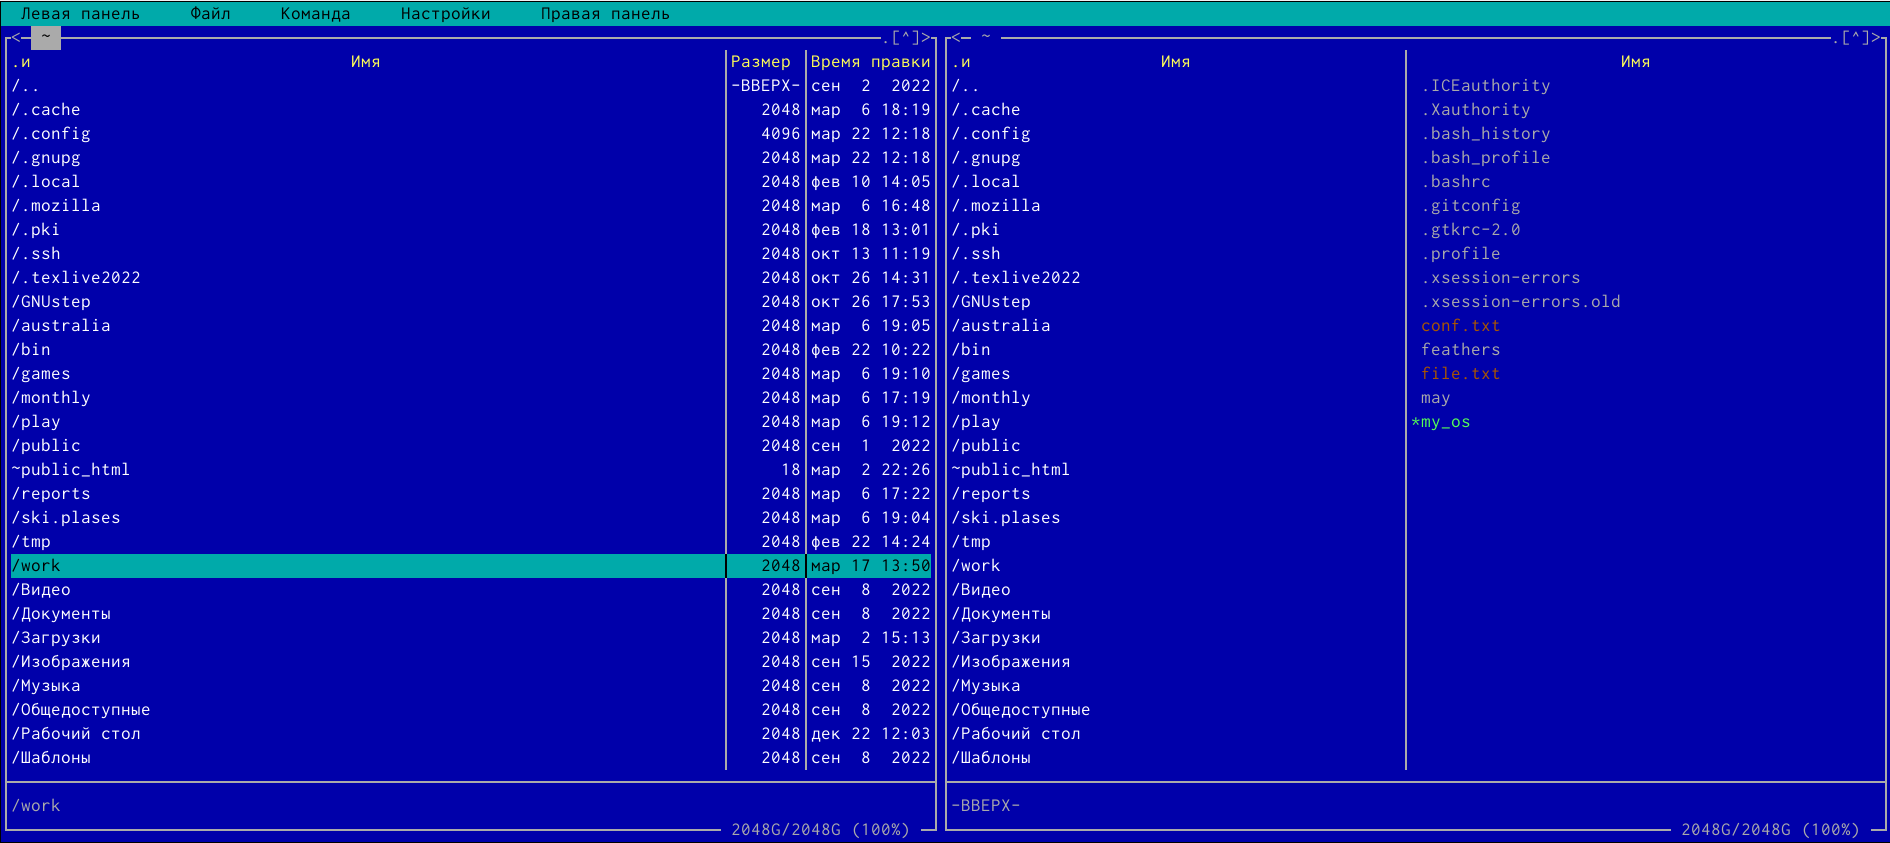 Левая панель Файл Команда Настройки Правая панель
<─ ~ .[^]>
.и Имя Размер Время правки
/.. -ВВЕРХ- сен 2 2022
/.cache 2048 мар 6 18:19
/.config 4096 мар 22 12:18
/.gnupg 2048 мар 22 12:18
/.local 2048 фев 10 14:05
/.mozilla 2048 мар 6 16:48
/.pki 2048 фев 18 13:01
/.ssh 2048 окт 13 11:19
/.texlive2022 2048 окт 26 14:31
/GNUstep 2048 окт 26 17:53
/australia 2048 мар 6 19:05
/bin 2048 фев 22 10:22
/games 2048 мар 6 19:10
/monthly 2048 мар 6 17:19
/play 2048 мар 6 19:12
/public 2048 сен 1 2022
~public_html 18 мар 2 22:26
/reports 2048 мар 6 17:22
/ski.plases 2048 мар 6 19:04
/tmp 2048 фев 22 14:24
/work 2048 мар 17 13:50
/Видео 2048 сен 8 2022
/Документы 2048 сен 8 2022
/Загрузки 2048 мар 2 15:13
/Изображения 2048 сен 15 2022
/Музыка 2048 сен 8 2022
/Общедоступные 2048 сен 8 2022
/Рабочий стол 2048 дек 22 12:03
/Шаблоны 2048 сен 8 2022
/work
2048G/2048G (100%)
<─ ~ .[^]>
.и Имя Имя
/.. .ICEauthority
/.cache .Xauthority
/.config .bash_history
/.gnupg .bash_profile
/.local .bashrc
/.mozilla .gitconfig
/.pki .gtkrc-2.0
/.ssh .profile
/.texlive2022 .xsession-errors
/GNUstep .xsession-errors.old
/australia conf.txt
/bin feathers
/games file.txt
/monthly may
/play *my_os
/public
~public_html
/reports
/ski.plases
/tmp
/work
/Видео
/Документы
/Загрузки
/Изображения
/Музыка
/Общедоступные
/Рабочий стол
/Шаблоны
-ВВЕРХ-
2048G/2048G (100%)